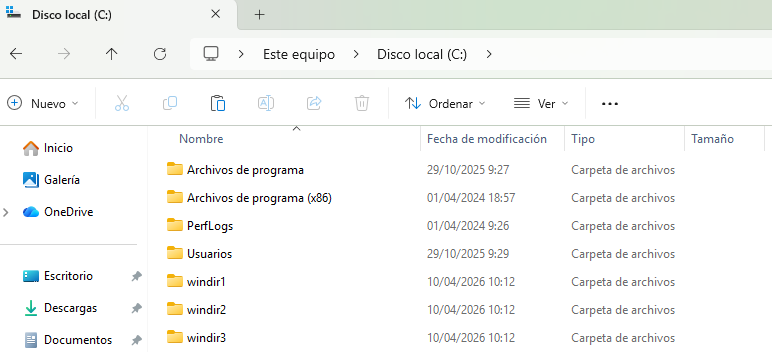 Disco local (C:)
Este equipo Disco local (C:)
Nuevo Ordenar Ver
Nombre Fecha de modificación Tipo Tamaño
Inicio
Galería
OneDrive
Escritorio
Descargas
Documentos
Archivos de programa 29/10/2025 9:27 Carpeta de archivos
Archivos de programa (x86) 01/04/2024 18:57 Carpeta de archivos
PerfLogs 01/04/2024 9:26 Carpeta de archivos
Usuarios 29/10/2025 9:29 Carpeta de archivos
windir1 10/04/2026 10:12 Carpeta de archivos
windir2 10/04/2026 10:12 Carpeta de archivos
windir3 10/04/2026 10:12 Carpeta de archivos